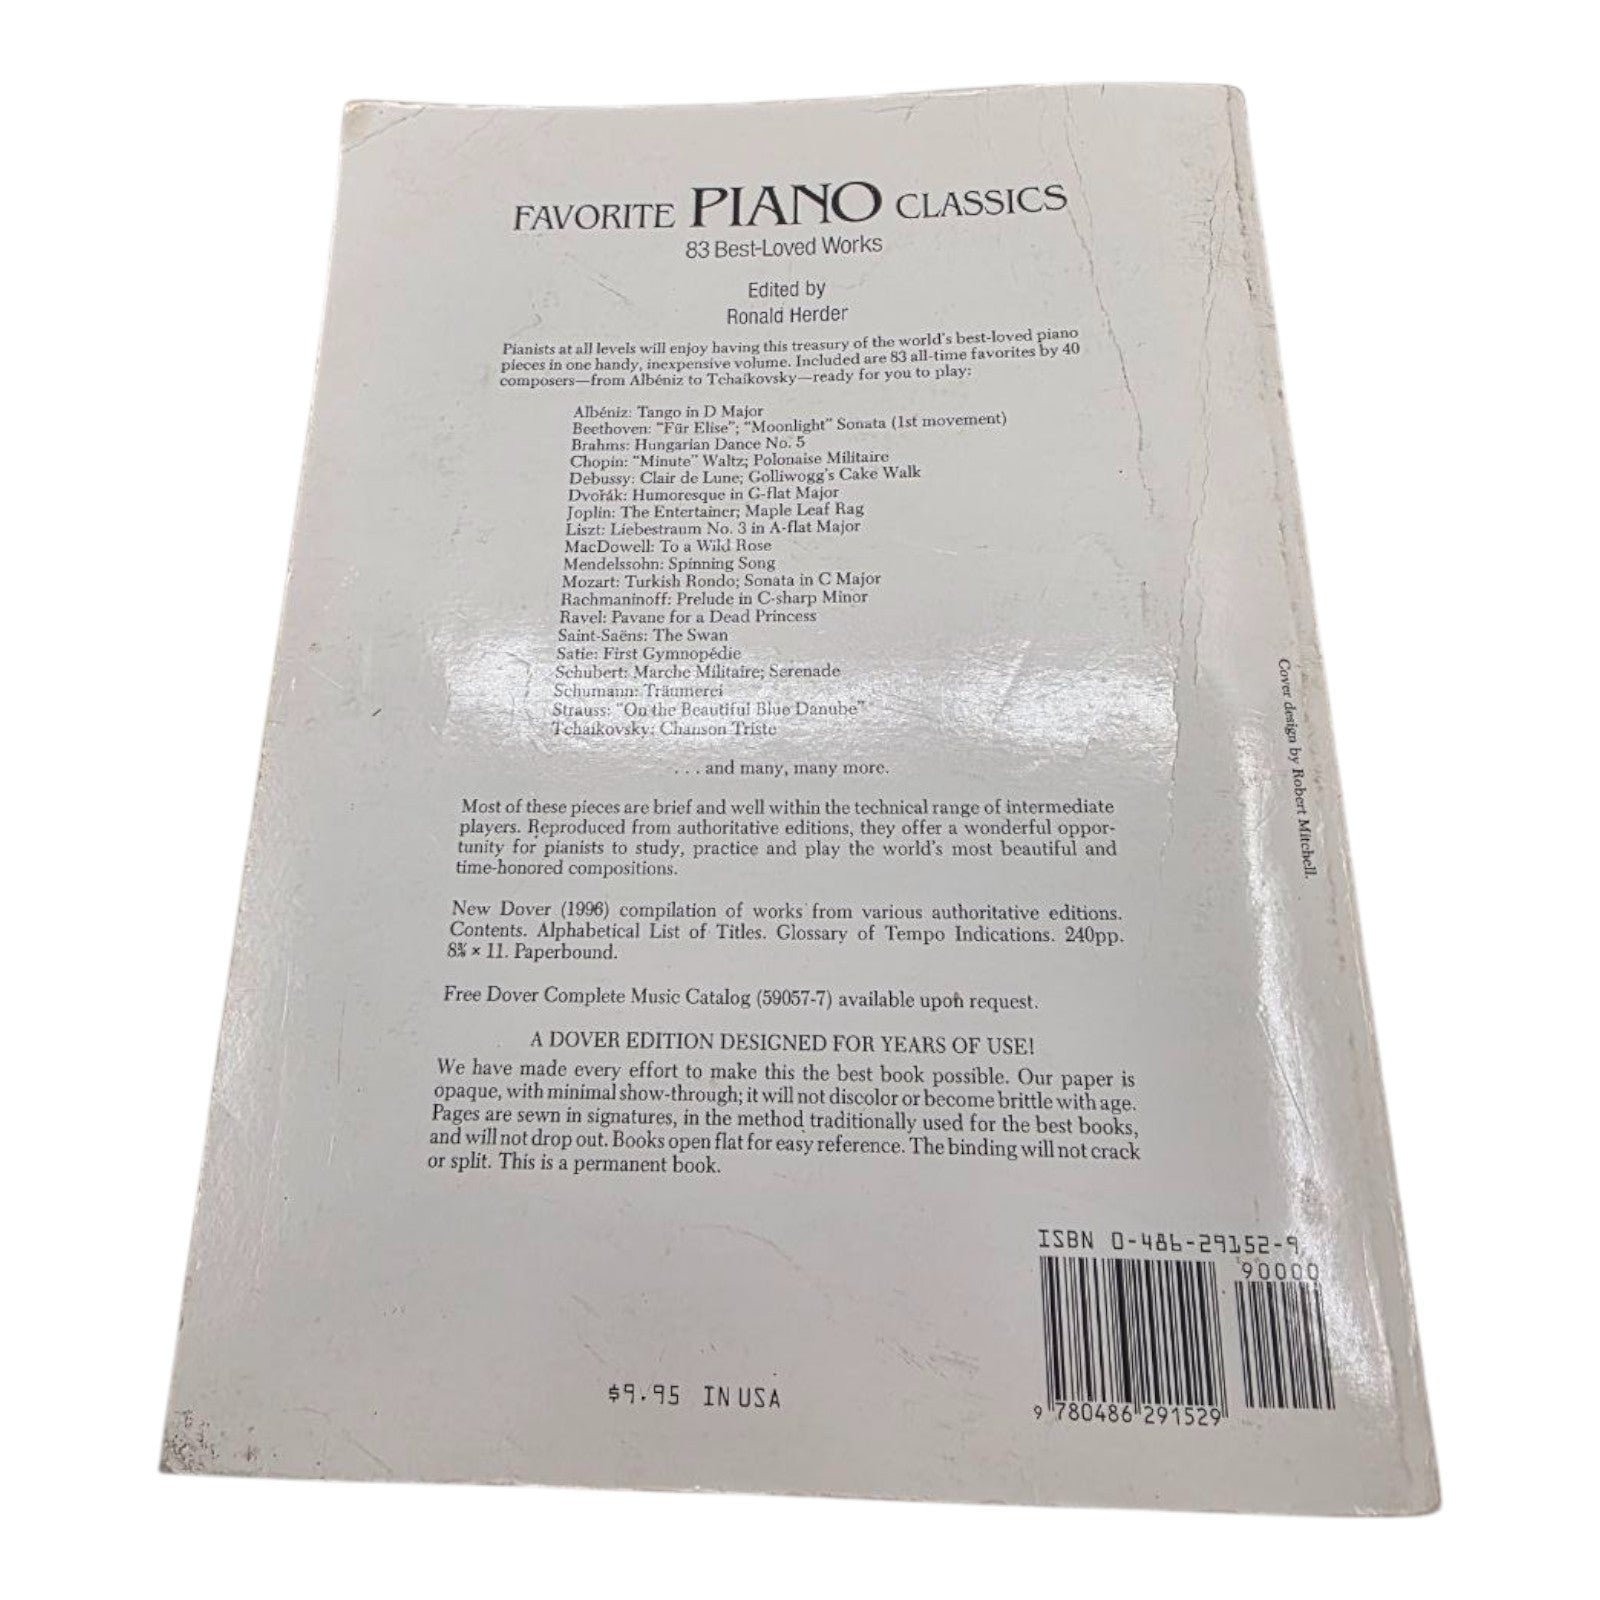 FAVORITE PIANO CLASSICS
83 Best-Loved Works
Edited by
Ronald Herder
Pianists at all levels will enjoy having this treasury of the world's best-loved piano
pieces in one handy, inexpensive volume. Included are 83 all-time favorites by 40
composers—from Albéniz to Tchaikovsky—ready for you to play:
Albéniz: Tango in D Major
Beethoven: "Für Elise"; "Moonlight" Sonata (1st movement)
Brahms: Hungarian Dance No. 5
Chopin: "Minute" Waltz; Polonaise Militaire
Debussy: Clair de Lune; Golliwogg's Cake Walk
Dvořák: Humoresque in G-flat Major
Joplin: The Entertainer; Maple Leaf Rag
Liszt: Liebestraum No. 3 in A-flat Major
MacDowell: To a Wild Rose
Mendelssohn: Spinning Song
Mozart: Turkish Rondo; Sonata in C Major
Rachmaninoff: Prelude in C-sharp Minor
Ravel: Pavane for a Dead Princess
Saint-Saëns: The Swan
Satie: First Gymnopédie
Schubert: Marche Militaire; Serenade
Schumann: Träumerei
Strauss: "On the Beautiful Blue Danube"
Tchaikovsky: Chanson Triste
. . . and many, many more.
Most of these pieces are brief and well within the technical range of intermediate
players. Reproduced from authoritative editions, they offer a wonderful oppor-
tunity for pianists to study, practice and play the world's most beautiful and
time-honored compositions.
New Dover (1996) compilation of works from various authoritative editions.
Contents. Alphabetical List of Titles. Glossary of Tempo Indications. 240pp.
8⅜ × 11. Paperbound.
Free Dover Complete Music Catalog (59057-7) available upon request.
A DOVER EDITION DESIGNED FOR YEARS OF USE!
We have made every effort to make this the best book possible. Our paper is
opaque, with minimal show-through; it will not discolor or become brittle with age.
Pages are sewn in signatures, in the method traditionally used for the best books,
and will not drop out. Books open flat for easy reference. The binding will not crack
or split. This is a permanent book.
Cover design by Robert Mitchell.
ISBN 0-486-29152-9
90000
9 780486 291529
$9.95 IN USA